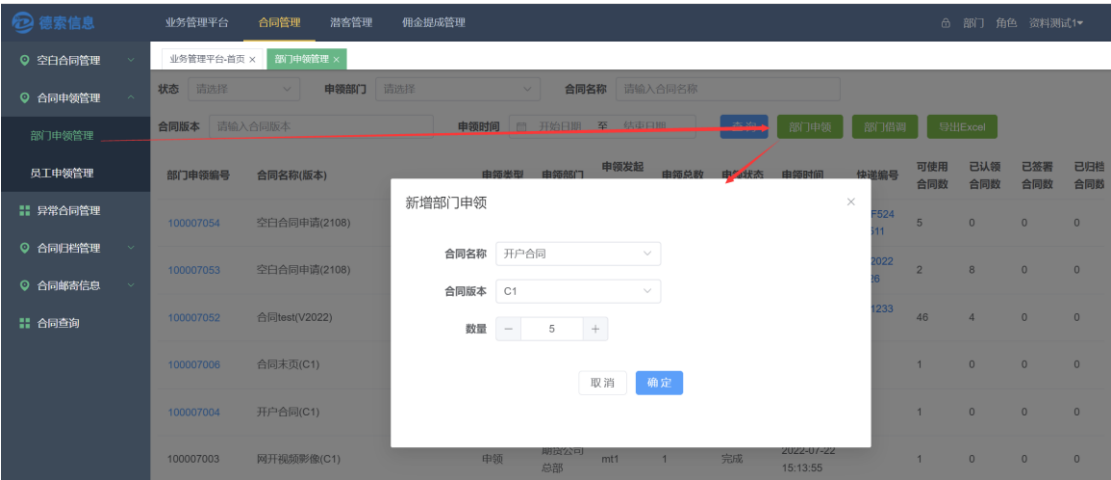 德索信息 业务管理平台 合同管理 潜客管理 佣金提成管理 部门 角色 资料测试1
空白合同管理 业务管理平台-首页 × 部门申领管理 ×
合同申领管理 状态 请选择 申领部门 请选择 合同名称 请输入合同名称
部门申领管理 合同版本 请输入合同版本 申领时间 开始日期 至 结束日期 查询 部门申领 部门借调 导出Excel
员工申领管理
异常合同管理
合同归档管理
合同邮寄信息
合同查询
部门申领编号 合同名称(版本) 申领类型 申领部门 申领发起 申领总数 申领状态 申领时间 快递编号 可使用合同数 已认领合同数 已签署合同数 已归档合同数
100007054 空白合同申请(2108) F524 511 5 0 0 0
100007053 空白合同申请(2108) 2022 2 8 0 0
100007052 合同test(V2022) 1233 46 4 0 0
100007006 合同末页(C1) 1 0 0 0
100007004 开户合同(C1) 1 0 0 0
100007003 网开视频影像(C1) 申领 期货公司总部 mt1 1 完成 2022-07-22 15:13:55 1 0 0 0
新增部门申领 ×
合同名称 开户合同
合同版本 C1
数量 − 5 +
取消 确定